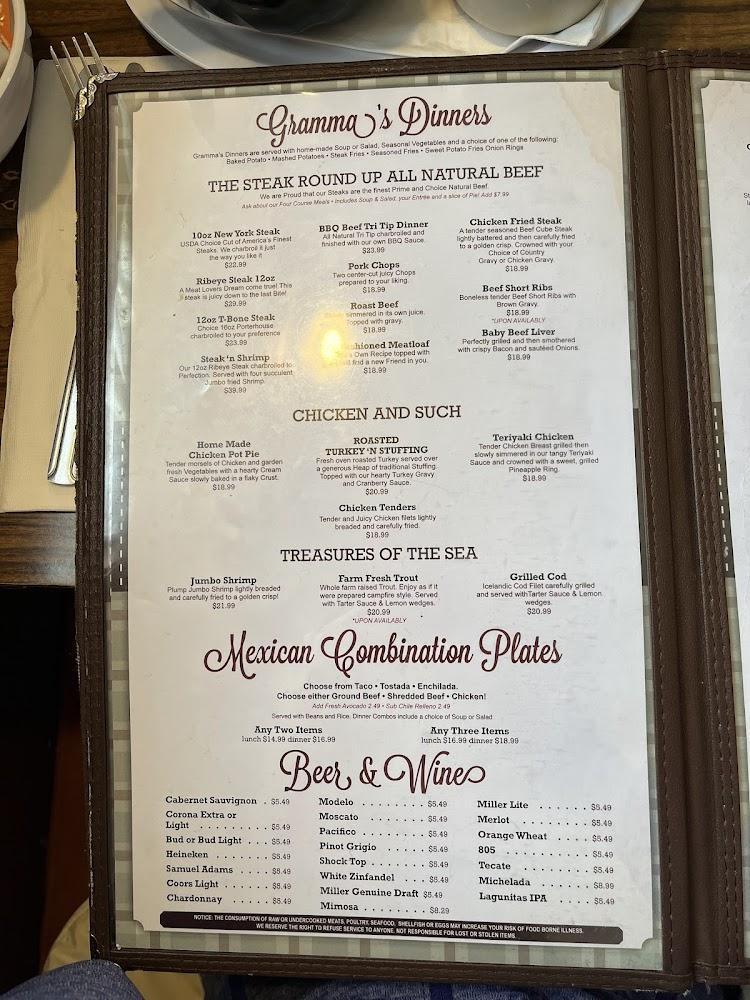 Gramma's Dinners
Gramma's Dinners are served with home-made Soup or Salad, Seasonal Vegetables and a choice of one of the following:
Baked Potato • Mashed Potatoes • Steak Fries • Seasoned Fries • Sweet Potato Fries Onion Rings
THE STEAK ROUND UP ALL NATURAL BEEF
We are Proud that our Steaks are the finest Prime and Choice Natural Beef.
Ask about our Four Course Meals • Includes Soup & Salad, your Entrée and a slice of Pie! Add $7.99
10oz New York Steak
USDA Choice Cut of America's Finest
Steaks. We charbroil it just
the way you like it
$22.99
Ribeye Steak 12oz
A Meat Lovers Dream come true! This
steak is juicy down to the last Bite!
$29.99
12oz T-Bone Steak
Choice 16oz Porterhouse
charbroiled to your preference
$23.99
Steak 'n Shrimp
Our 12oz Ribeye Steak charbroiled to
Perfection. Served with four succulent
Jumbo fried Shrimp.
$39.99
BBQ Beef Tri Tip Dinner
All Natural Tri Tip charbroiled and
finished with our own BBQ Sauce.
$23.99
Pork Chops
Two center-cut juicy Chops
prepared to your liking.
$18.99
Roast Beef
simmered in its own juice.
topped with gravy.
$18.99
Meatloaf
Own Recipe topped with
find a new Friend in you.
$18.99
Chicken Fried Steak
A tender seasoned Beef Cube Steak
lightly battered and then carefully fried
to a golden crisp. Crowned with your
Choice of Country
Gravy or Chicken Gravy.
$18.99
Beef Short Ribs
Boneless tender Beef Short Ribs with
Brown Gravy.
$18.99
*UPON AVAILABLY
Baby Beef Liver
Perfectly grilled and then smothered
with crispy Bacon and sautéed Onions.
$18.99
CHICKEN AND SUCH
Home Made
Chicken Pot Pie
Tender morsels of Chicken and garden
fresh Vegetables with a hearty Cream
Sauce slowly baked in a flaky Crust.
$18.99
ROASTED
TURKEY 'N STUFFING
Fresh oven roasted Turkey served over
a generous Heap of traditional Stuffing.
Topped with our hearty Turkey Gravy
and Cranberry Sauce.
$20.99
Teriyaki Chicken
Tender Chicken Breast grilled then
slowly simmered in our tangy Teriyaki
Sauce and crowned with a sweet, grilled
Pineapple Ring.
$18.99
Chicken Tenders
Tender and Juicy Chicken filets lightly
breaded and carefully fried.
$18.99
TREASURES OF THE SEA
Jumbo Shrimp
Plump Jumbo Shrimp lightly breaded
and carefully fried to a golden crisp!
$21.99
Farm Fresh Trout
Whole farm raised Trout. Enjoy as if it
were prepared campfire style. Served
with Tarter Sauce & Lemon wedges.
$20.99
*UPON AVAILABLY
Grilled Cod
Icelandic Cod Filet carefully grilled
and served withTarter Sauce & Lemon
wedges.
$20.99
Mexican Combination Plates
Choose from Taco • Tostada • Enchilada.
Choose either Ground Beef • Shredded Beef • Chicken!
Add Fresh Avocado 2.49 • Sub Chile Relleno 2.49
Served with Beans and Rice, Dinner Combos include a choice of Soup or Salad
Any Two Items
lunch $14.99 dinner $16.99
Any Three Items
lunch $16.99 dinner $18.99
Beer & Wine
Cabernet Sauvignon . $5.49
Corona Extra or
Light . . . . . . . . . $5.49
Bud or Bud Light . . . $5.49
Heineken . . . . . . . . $5.49
Samuel Adams . . . . $5.49
Coors Light . . . . . . $5.49
Chardonnay . . . . . . $5.49
Modelo . . . . . . . . $5.49
Moscato . . . . . . . $5.49
Pacifico . . . . . . . . $5.49
Pinot Grigio . . . . . $5.49
Shock Top . . . . . . . $5.49
White Zinfandel . . . $5.49
Miller Genuine Draft $5.49
Mimosa . . . . . . . . $8.29
Miller Lite . . . . . . $5.49
Merlot . . . . . . . . $5.49
Orange Wheat . . . . $5.49
805 . . . . . . . . . . $5.49
Tecate . . . . . . . . $5.49
Michelada . . . . . . $8.99
Lagunitas IPA . . . . $5.49
NOTICE: THE CONSUMPTION OF RAW OR UNDERCOOKED MEATS, POULTRY, SEAFOOD, SHELLFISH OR EGGS MAY INCREASE YOUR RISK OF FOOD BORNE ILLNESS.
WE RESERVE THE RIGHT TO REFUSE SERVICE TO ANYONE. NOT RESPONSIBLE FOR LOST OR STOLEN ITEMS.